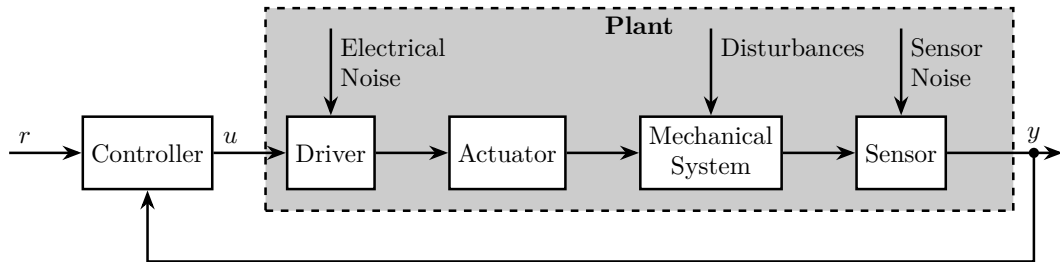 Plant
Electrical
Noise
Disturbances
Sensor
Noise
r
Controller
u
Driver
Actuator
Mechanical
System
Sensor
y